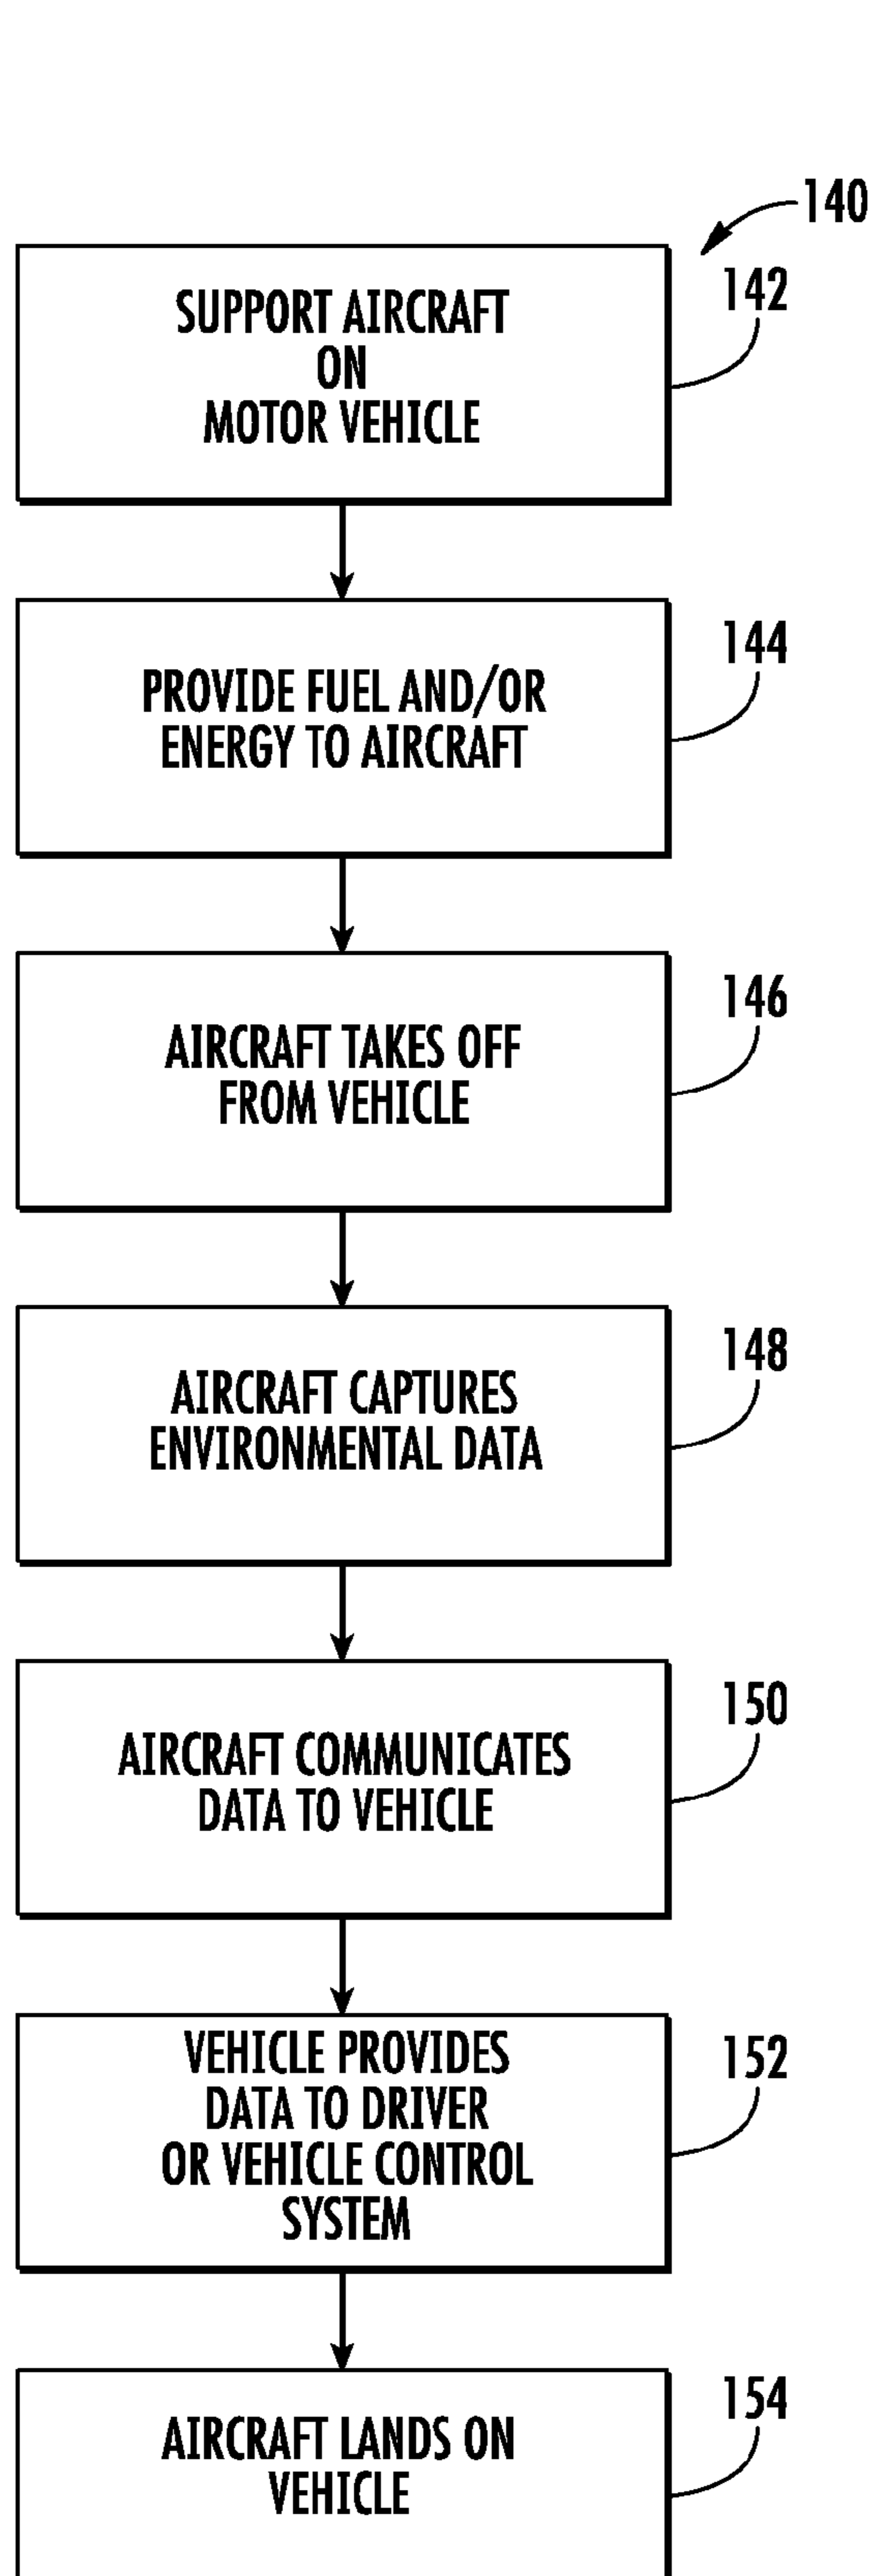 140
142
SUPPORT AIRCRAFT
ON
MOTOR VEHICLE
144
PROVIDE FUEL AND/OR
ENERGY TO AIRCRAFT
146
AIRCRAFT TAKES OFF
FROM VEHICLE
148
AIRCRAFT CAPTURES
ENVIRONMENTAL DATA
150
AIRCRAFT COMMUNICATES
DATA TO VEHICLE
152
VEHICLE PROVIDES
DATA TO DRIVER
OR VEHICLE CONTROL
SYSTEM
154
AIRCRAFT LANDS ON
VEHICLE